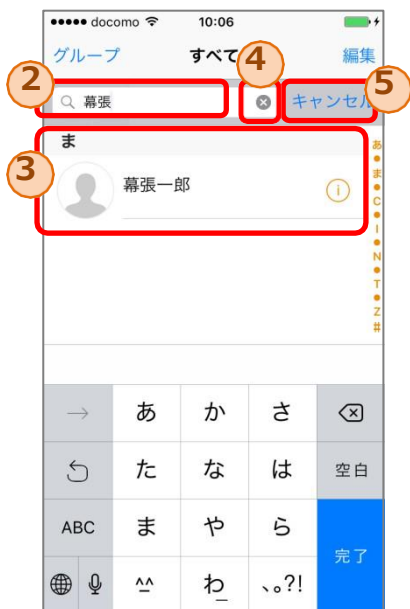 docomo 10:06
グループ すべて 編集
2 4 5
幕張 キャンセル
ま
3
幕張一郎
あ
ま
C
I
N
T
Z
#
→ あ か さ
た な は 空白
ABC ま や ら
完了
^^ わ_ 、。?!